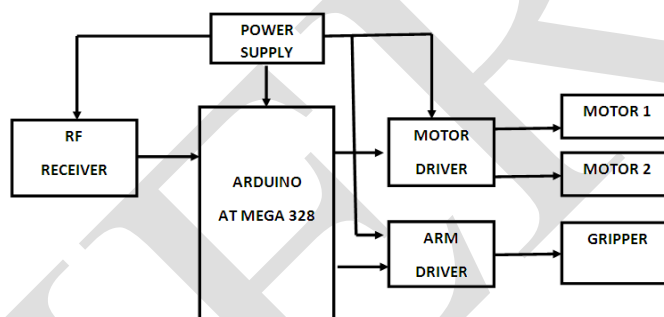 POWER
SUPPLY
RF
RECEIVER
ARDUINO
AT MEGA 328
MOTOR
DRIVER
MOTOR 1
MOTOR 2
ARM
DRIVER
GRIPPER